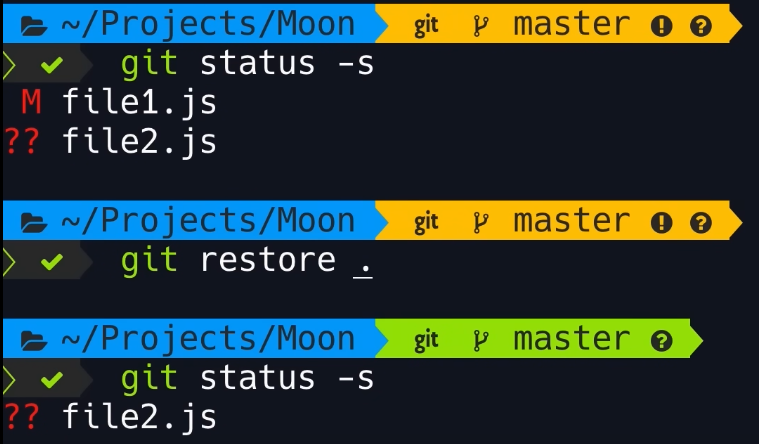 ~/Projects/Moon git master ! ?
✔ git status -s
M file1.js
?? file2.js
~/Projects/Moon git master ! ?
✔ git restore .
~/Projects/Moon git master ?
✔ git status -s
?? file2.js